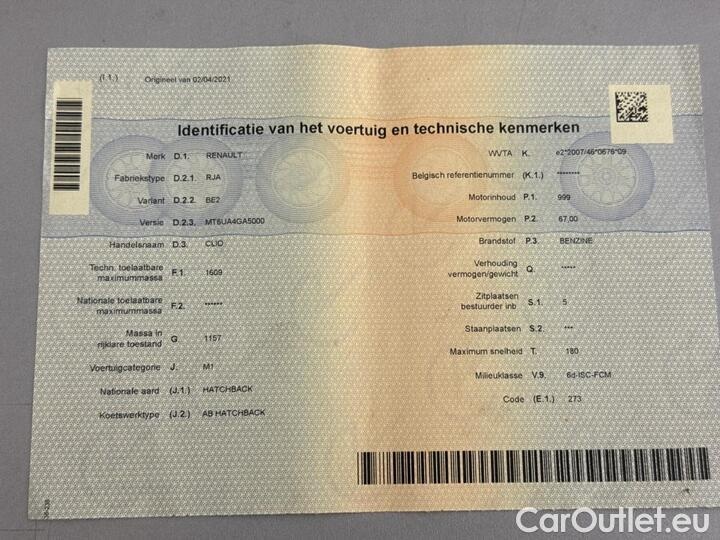 (I.1.) Origineel van 02/04/2021
Identificatie van het voertuig en technische kenmerken
Merk D.1. RENAULT
Fabriekstype D.2.1. RJA
Variant D.2.2. BE2
Versie D.2.3. MT6UA4GA5000
Handelsnaam D.3. CLIO
Techn. toelaatbare
maximummassa F.1. 1609
Nationale toelaatbare
maximummassa F.2. ******
Massa in
rijklare toestand G. 1157
Voertuigcategorie J. M1
Nationale aard (J.1.) HATCHBACK
Koetswerktype (J.2.) AB HATCHBACK
WVTA K. e2*2007/46*0676*09
Belgisch referentienummer (K.1.) ********
Motorinhoud P.1. 999
Motorvermogen P.2. 67,00
Brandstof P.3. BENZINE
Verhouding
vermogen/gewicht Q. *****
Zitplaatsen
bestuurder inb S.1. 5
Staanplaatsen S.2. ***
Maximum snelheid T. 180
Milieuklasse V.9. 6d-ISC-FCM
Code (E.1.) 273
CarOutlet.eu